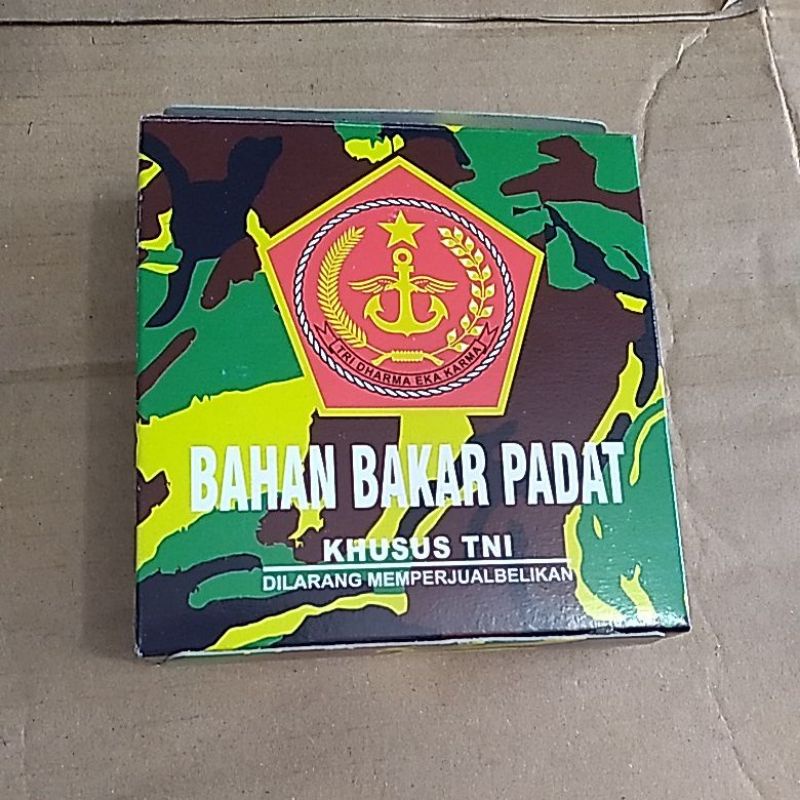 TRI DHARMA EKA KARMA
BAHAN BAKAR PADAT
KHUSUS TNI
DILARANG MEMPERJUALBELIKAN